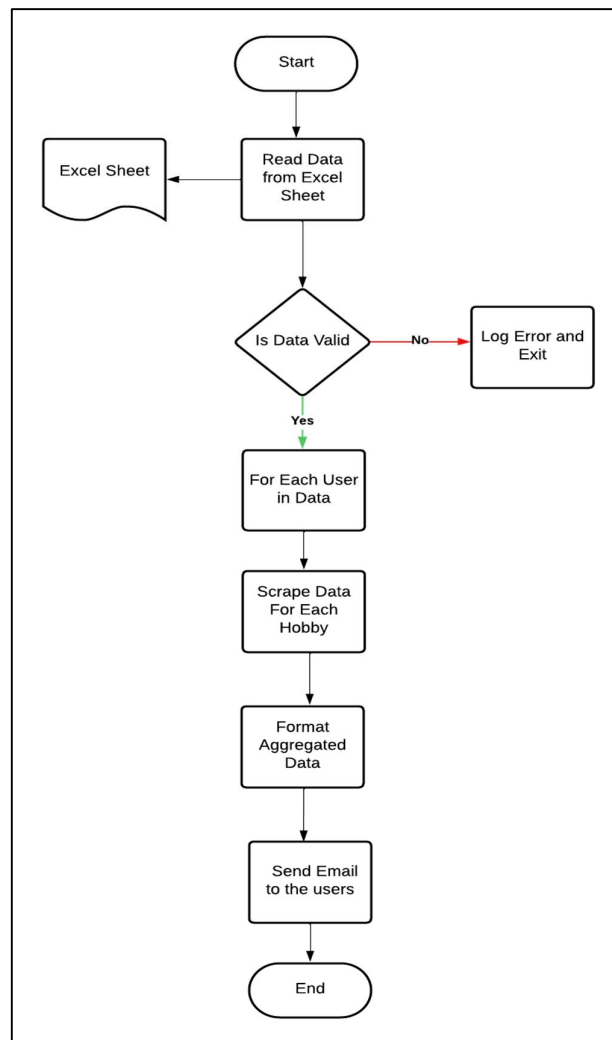 Start
Excel Sheet
Read Data
from Excel
Sheet
Is Data Valid
No
Log Error and
Exit
Yes
For Each User
in Data
Scrape Data
For Each
Hobby
Format
Aggregated
Data
Send Email
to the users
End